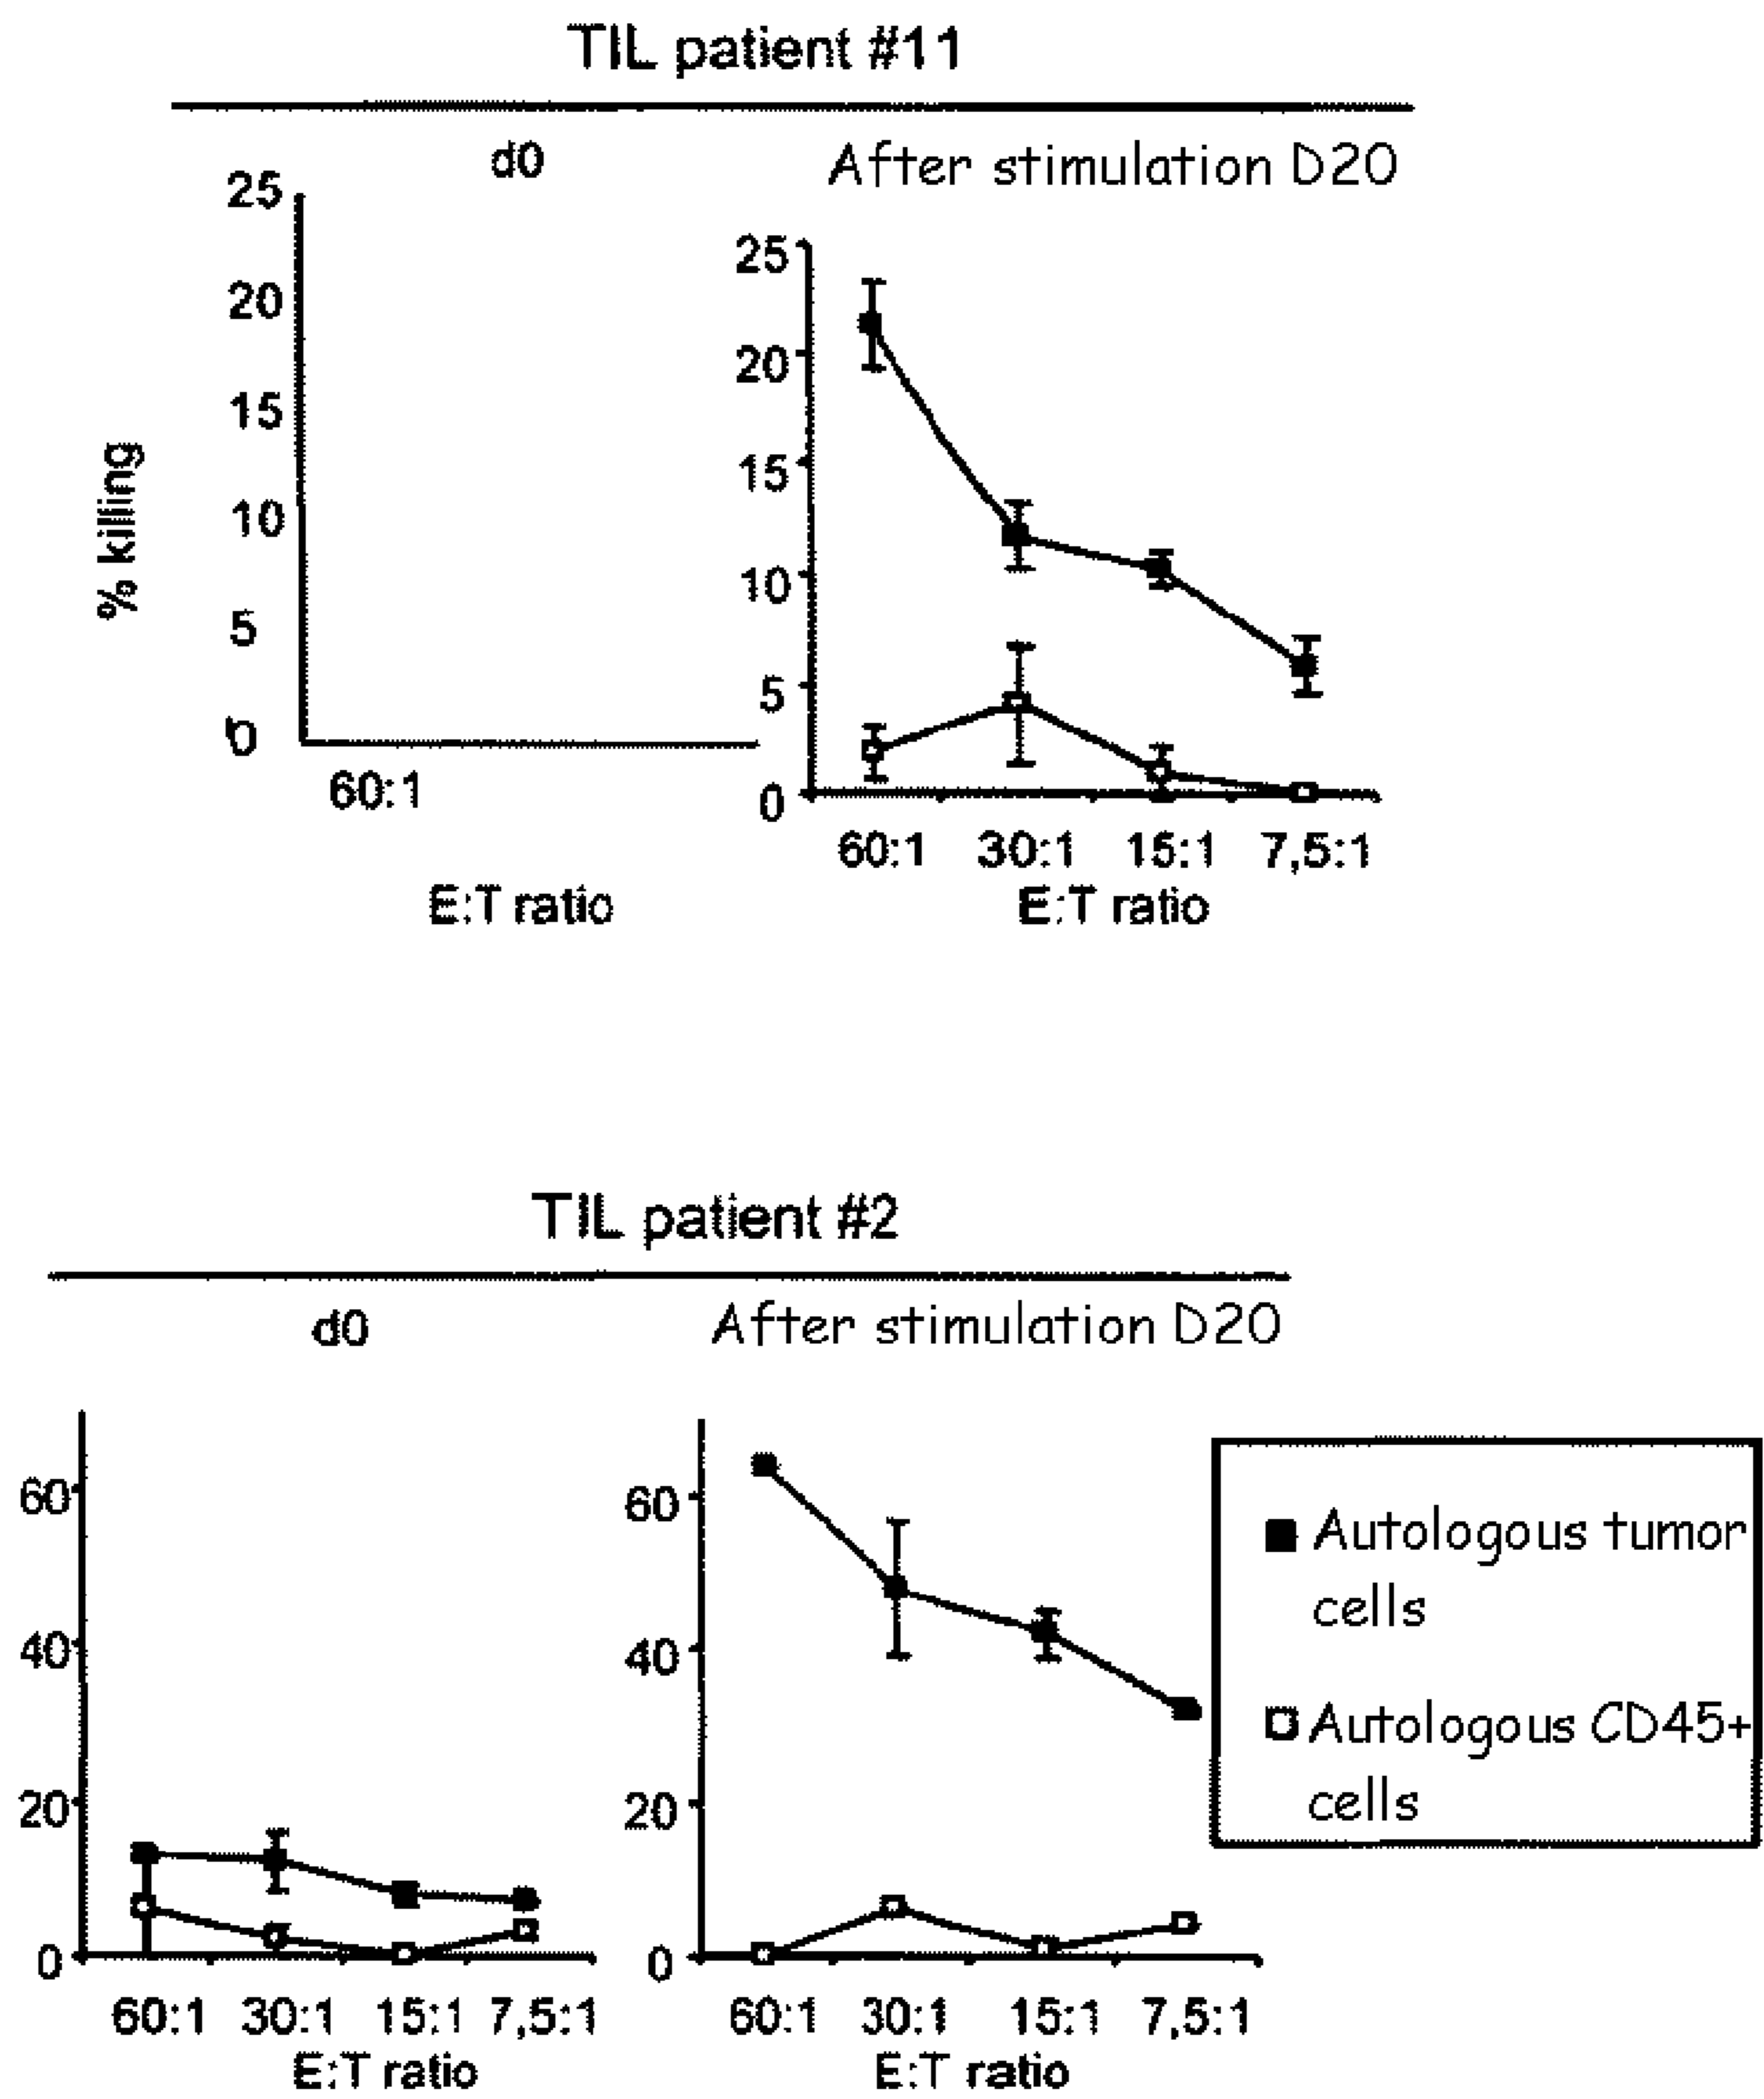 TIL patient #11
d0
After stimulation D20
% killing
25
20
15
10
5
0
60:1
E:T ratio
25
20
15
10
5
0
60:1 30:1 15:1 7,5:1
E:T ratio
TIL patient #2
d0
After stimulation D20
60
40
20
0
60:1 30:1 15:1 7,5:1
E:T ratio
60
40
20
0
60:1 30:1 15:1 7,5:1
E:T ratio
Autologous tumor
cells
Autologous CD45+
cells